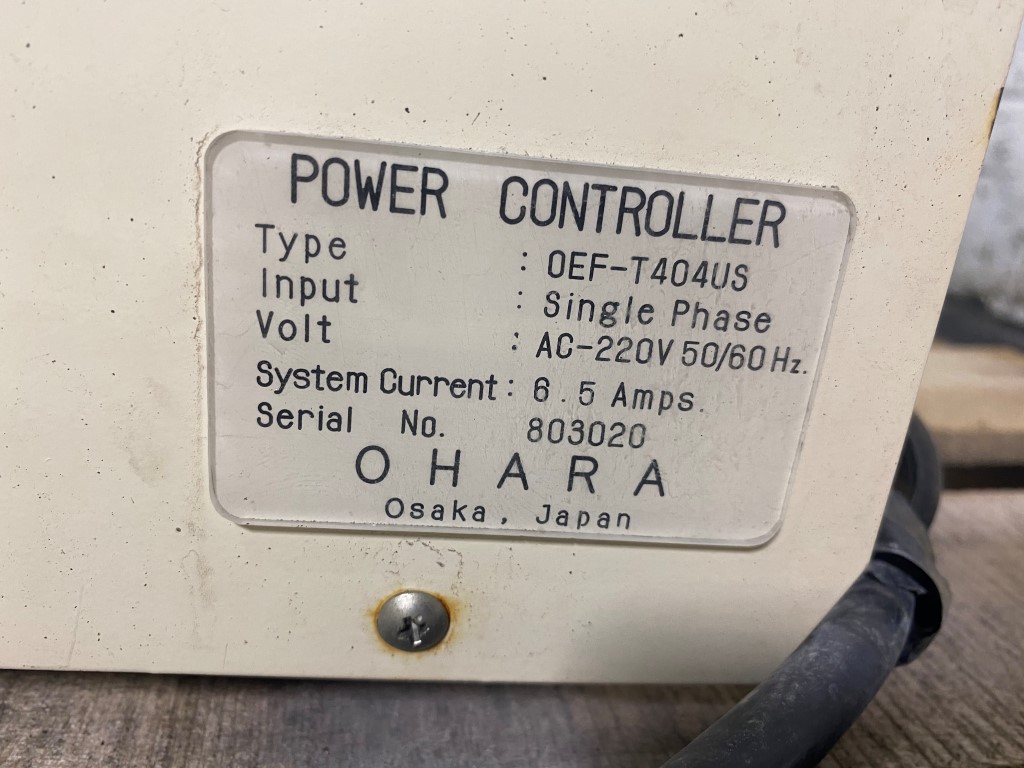 POWER CONTROLLER
Type : OEF-T404US
Input : Single Phase
Volt : AC-220V 50/60Hz.
System Current : 6.5 Amps.
Serial No. 803020
OHARA
Osaka, Japan